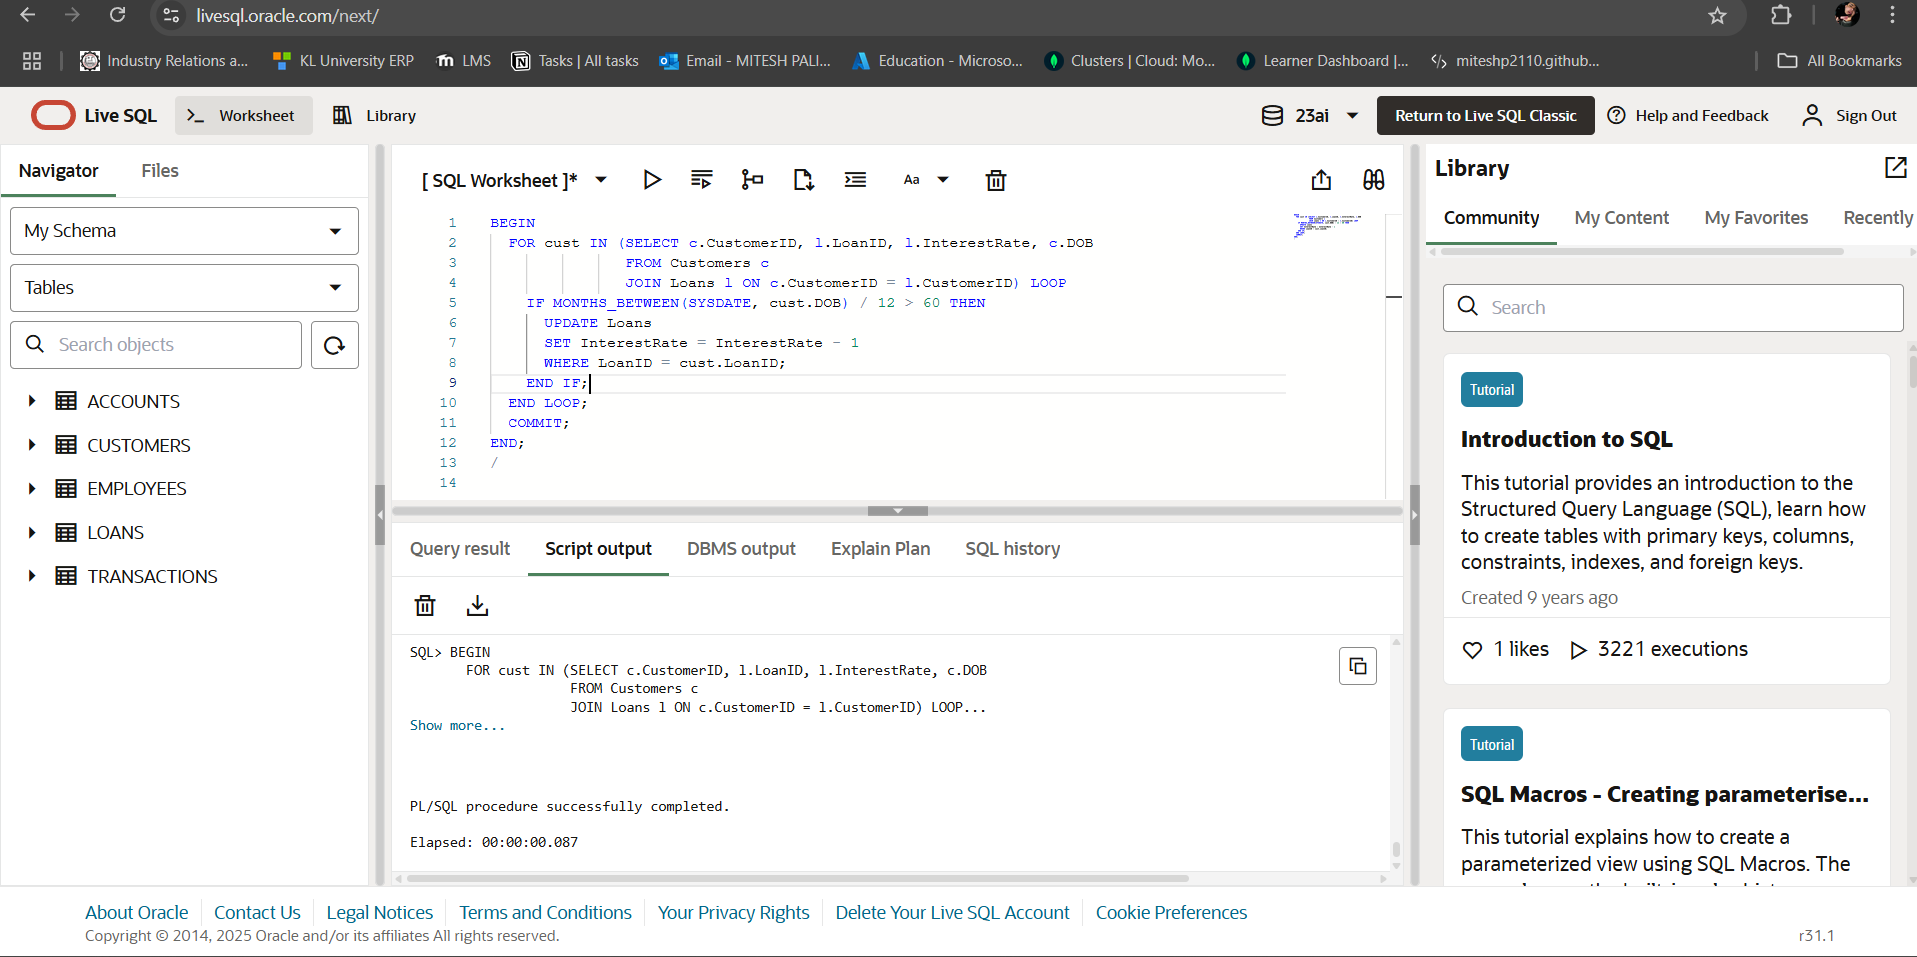 livesql.oracle.com/next/
Industry Relations a...
KL University ERP
LMS
Tasks | All tasks
Email - MITESH PALI...
Education - Microso...
Clusters | Cloud: Mo...
Learner Dashboard |...
miteshp2110.github...
All Bookmarks
Live SQL
Worksheet
Library
23ai
Return to Live SQL Classic
Help and Feedback
Sign Out
Navigator
Files
My Schema
Tables
Search objects
ACCOUNTS
CUSTOMERS
EMPLOYEES
LOANS
TRANSACTIONS
[ SQL Worksheet ]*
Aa
1 BEGIN
2 FOR cust IN (SELECT c.CustomerID, l.LoanID, l.InterestRate, c.DOB
3 FROM Customers c
4 JOIN Loans l ON c.CustomerID = l.CustomerID) LOOP
5 IF MONTHS_BETWEEN(SYSDATE, cust.DOB) / 12 > 60 THEN
6 UPDATE Loans
7 SET InterestRate = InterestRate - 1
8 WHERE LoanID = cust.LoanID;
9 END IF;
10 END LOOP;
11 COMMIT;
12 END;
13 /
14
Query result
Script output
DBMS output
Explain Plan
SQL history
SQL> BEGIN
FOR cust IN (SELECT c.CustomerID, l.LoanID, l.InterestRate, c.DOB
FROM Customers c
JOIN Loans l ON c.CustomerID = l.CustomerID) LOOP...
Show more...
PL/SQL procedure successfully completed.
Elapsed: 00:00:00.087
Library
Community
My Content
My Favorites
Recently
Search
Tutorial
Introduction to SQL
This tutorial provides an introduction to the
Structured Query Language (SQL), learn how
to create tables with primary keys, columns,
constraints, indexes, and foreign keys.
Created 9 years ago
1 likes
3221 executions
Tutorial
SQL Macros - Creating parameterise...
This tutorial explains how to create a
parameterized view using SQL Macros. The
About Oracle
Contact Us
Legal Notices
Terms and Conditions
Your Privacy Rights
Delete Your Live SQL Account
Cookie Preferences
Copyright © 2014, 2025 Oracle and/or its affiliates All rights reserved.
r31.1